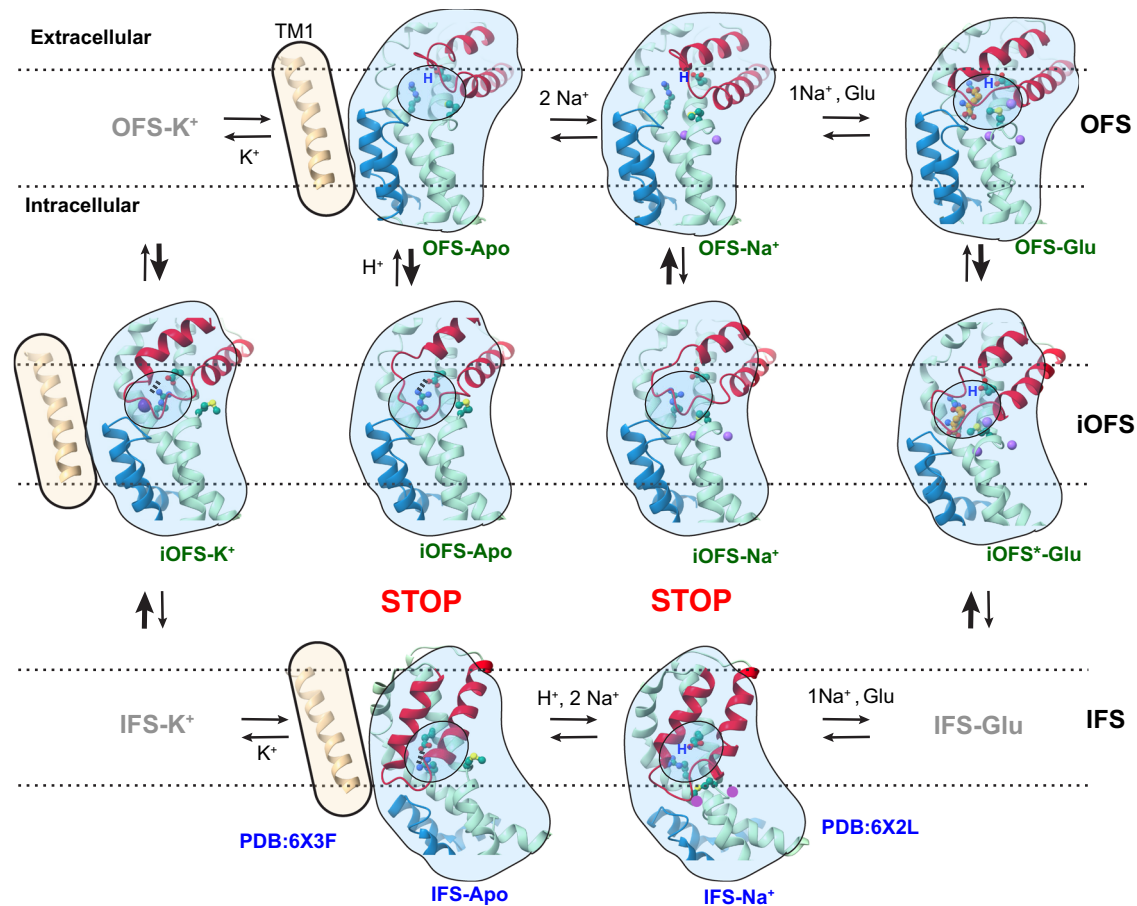 Extracellular
TM1
H
H
H
OFS-K⁺
K⁺
2 Na⁺
1Na⁺, Glu
OFS
Intracellular
OFS-Apo
OFS-Na⁺
OFS-Glu
H⁺
H
iOFS
iOFS-K⁺
iOFS-Apo
iOFS-Na⁺
iOFS*-Glu
STOP
STOP
IFS-K⁺
K⁺
H⁺, 2 Na⁺
H
1Na⁺, Glu
IFS-Glu
IFS
PDB:6X3F
PDB:6X2L
IFS-Apo
IFS-Na⁺